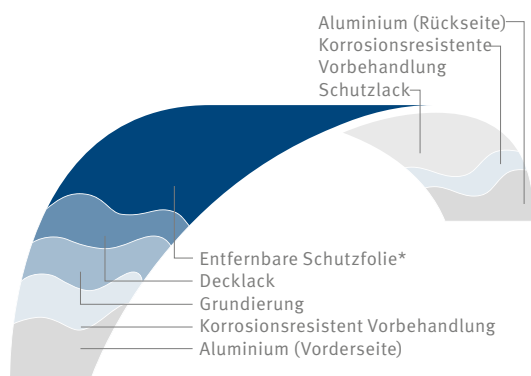 Aluminium (Rückseite)
Korrosionsresistente
Vorbehandlung
Schutzlack
Entfernbare Schutzfolie*
Decklack
Grundierung
Korrosionsresistent Vorbehandlung
Aluminium (Vorderseite)